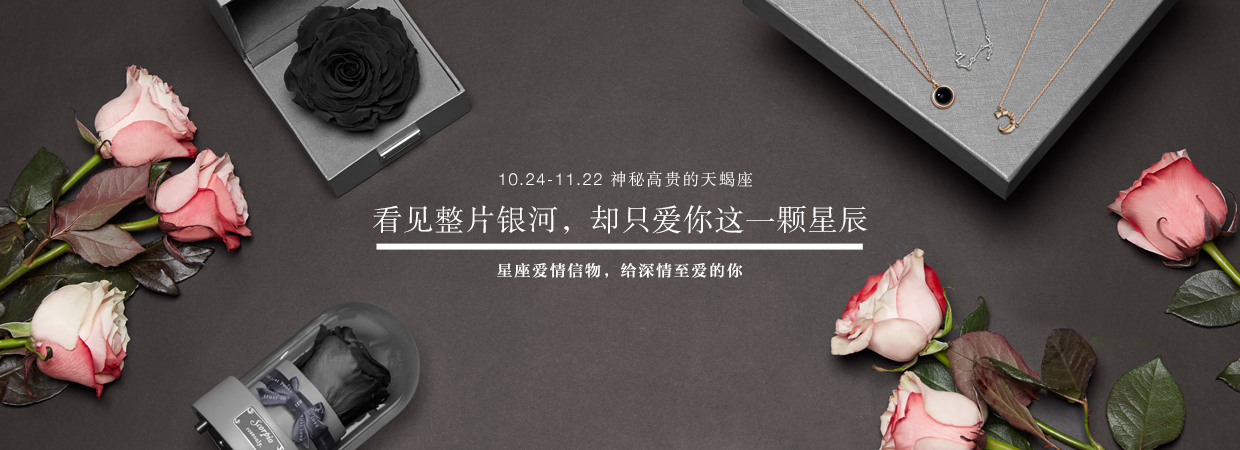 10.24-11.22 神秘高贵的天蝎座
看见整片银河，却只爱你这一颗星辰
星座爱情信物，给深情至爱的你
Scorpio